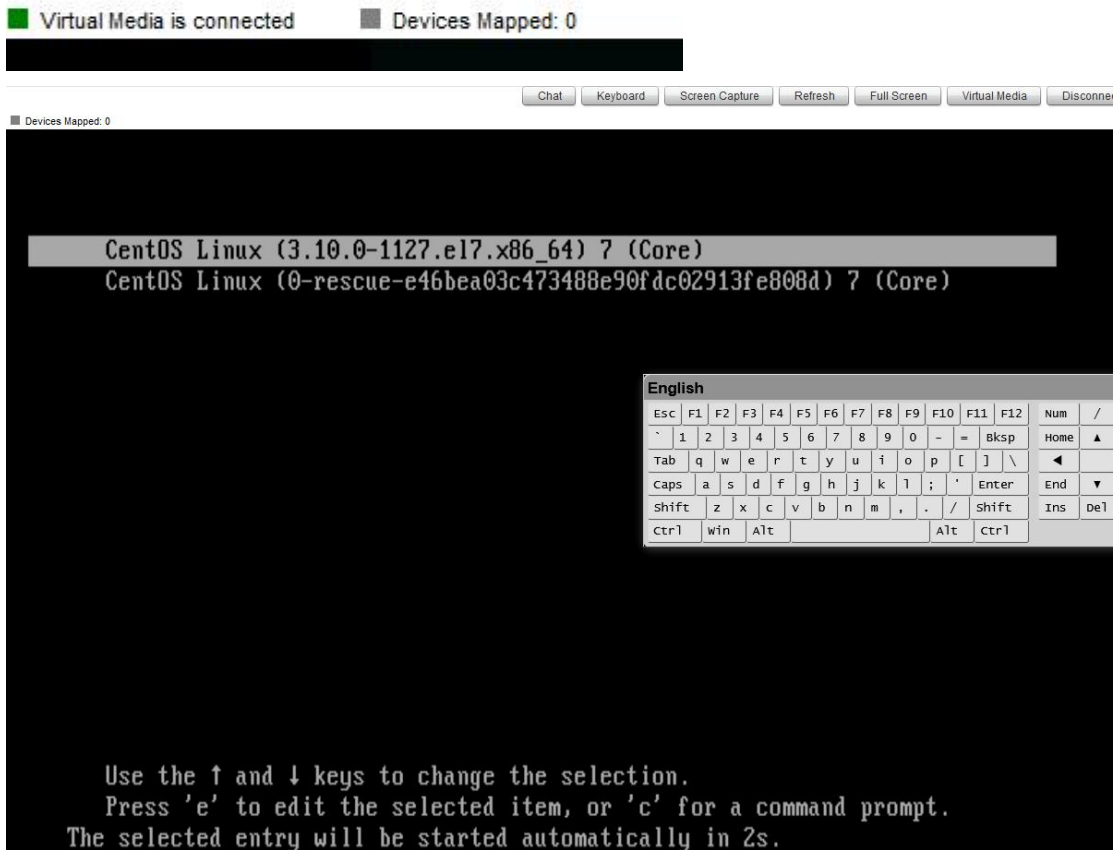 Virtual Media is connected Devices Mapped: 0
Chat Keyboard Screen Capture Refresh Full Screen Virtual Media Disconne
Devices Mapped: 0
CentOS Linux (3.10.0-1127.el7.x86_64) 7 (Core)
CentOS Linux (0-rescue-e46bea03c473488e90fdc02913fe808d) 7 (Core)
English
Esc F1 F2 F3 F4 F5 F6 F7 F8 F9 F10 F11 F12 Num /
` 1 2 3 4 5 6 7 8 9 0 - = Bksp Home ▲
Tab q w e r t y u i o p [ ] \ ◀
Caps a s d f g h j k l ; ' Enter End ▼
Shift z x c v b n m , . / Shift Ins Del
Ctrl Win Alt Alt Ctrl
Use the ↑ and ↓ keys to change the selection.
Press 'e' to edit the selected item, or 'c' for a command prompt.
The selected entry will be started automatically in 2s.